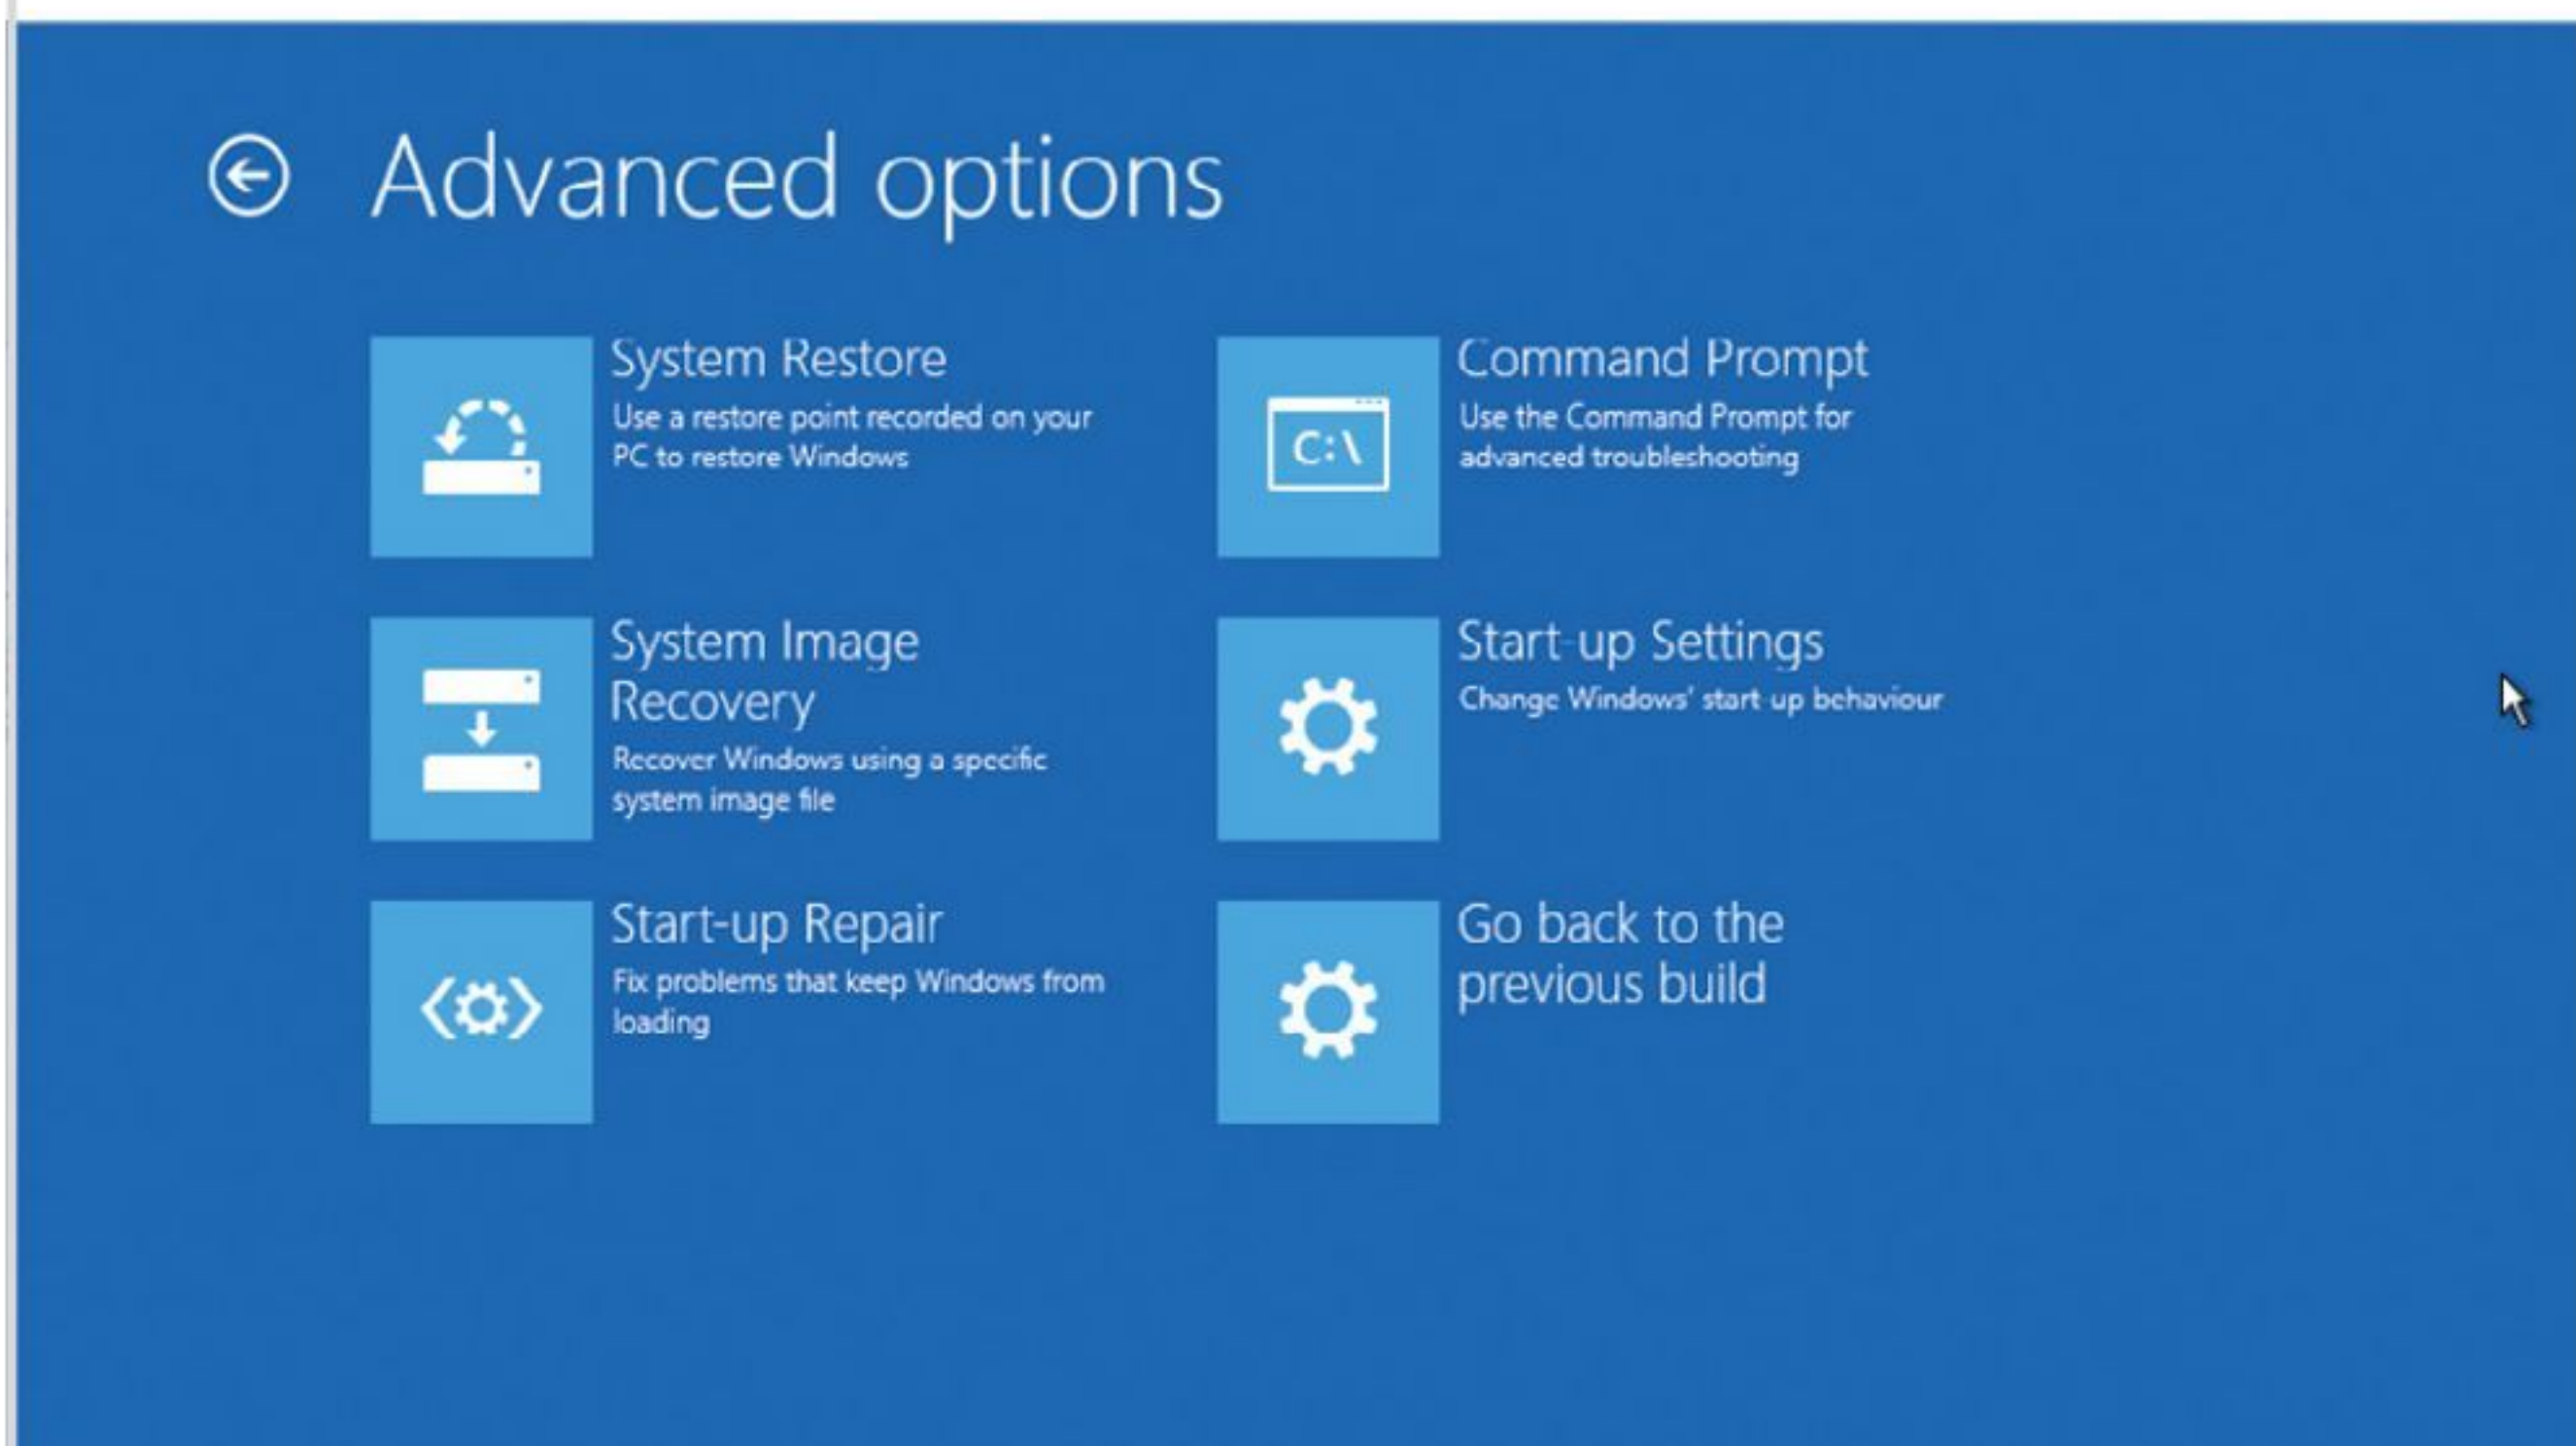 Advanced options
System Restore
Use a restore point recorded on your
PC to restore Windows
Command Prompt
Use the Command Prompt for
advanced troubleshooting
C:\
System Image
Recovery
Recover Windows using a specific
system image file
Start-up Settings
Change Windows' start-up behaviour
Start-up Repair
Fix problems that keep Windows from
loading
Go back to the
previous build